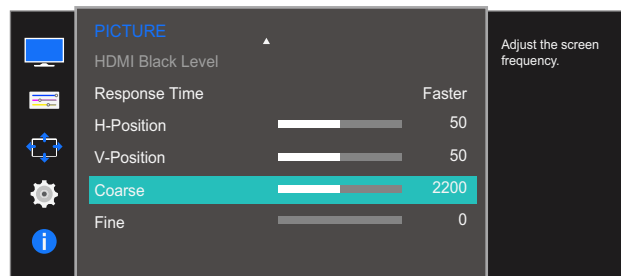 PICTURE
HDMI Black Level
Response Time Faster
H-Position 50
V-Position 50
Coarse 2200
Fine 0
Adjust the screen
frequency.